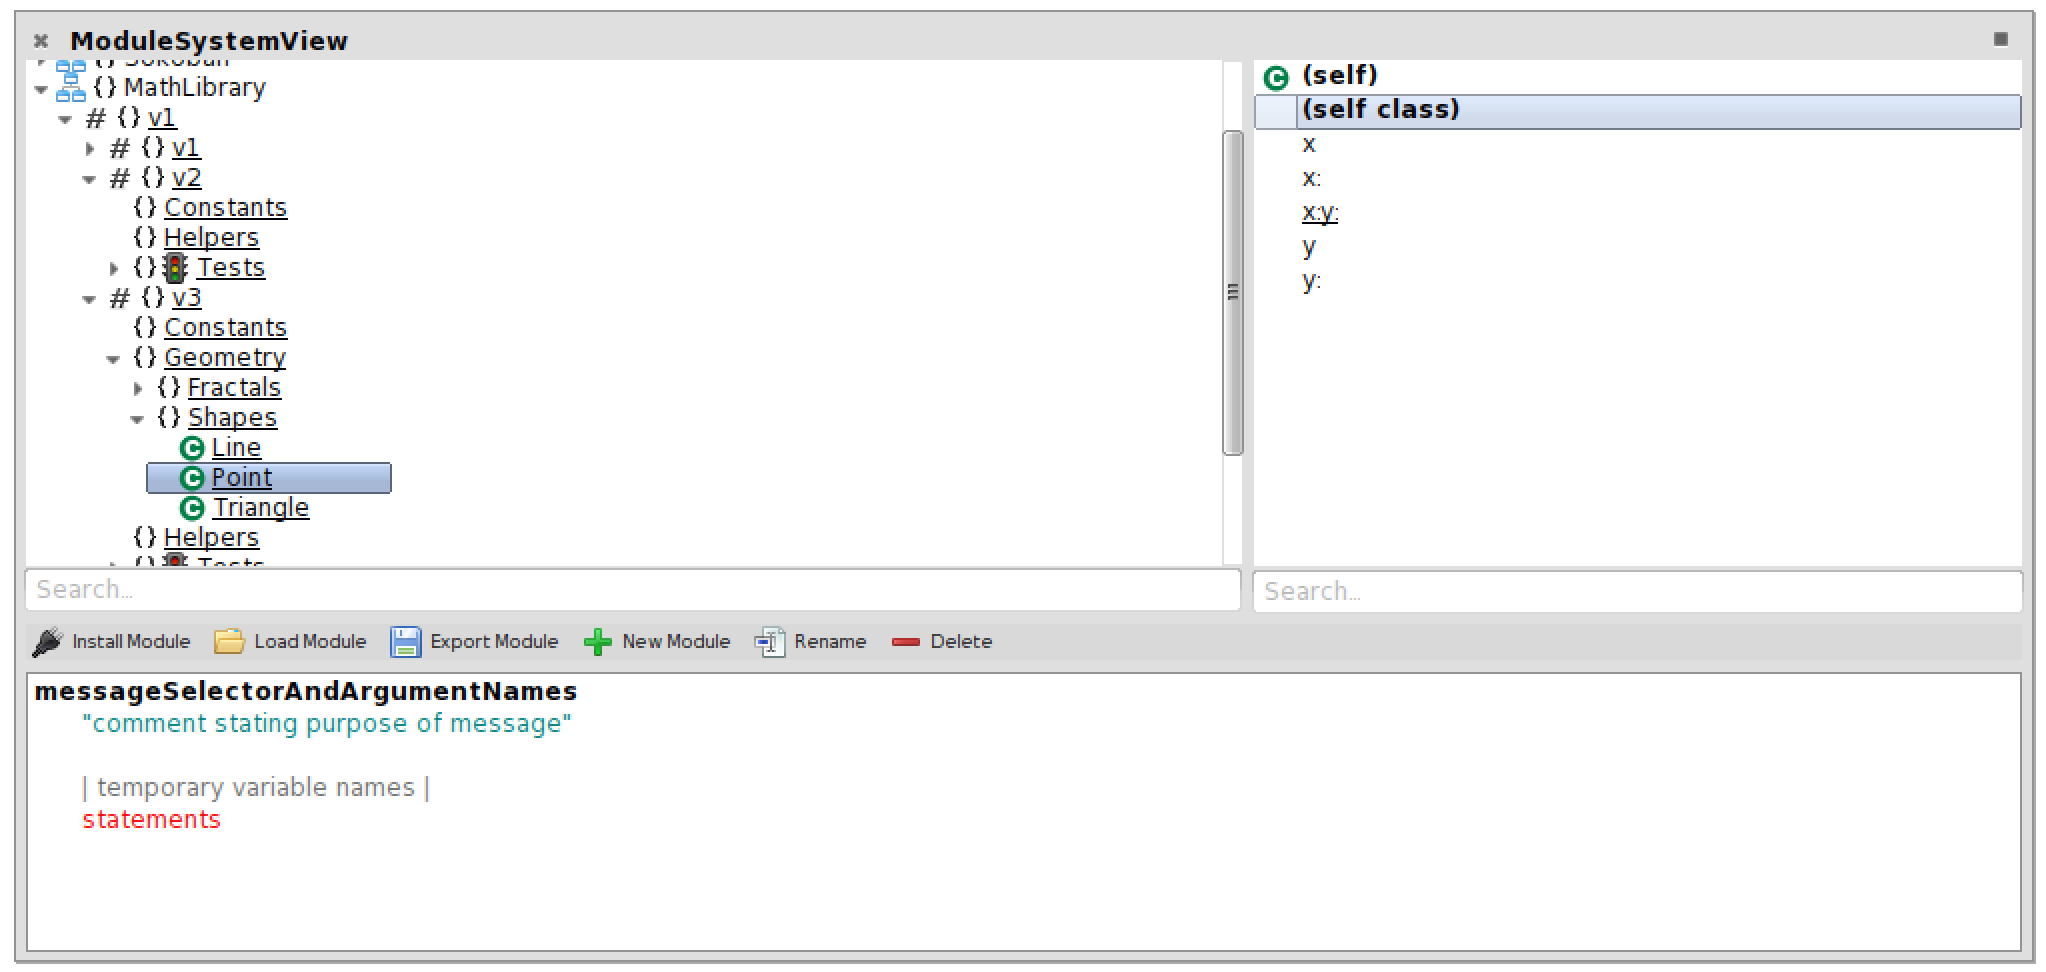 ModuleSystemView
{} Sokoban
{} MathLibrary
# {} v1
# {} v1
# {} v2
{} Constants
{} Helpers
{} Tests
# {} v3
{} Constants
{} Geometry
{} Fractals
{} Shapes
C Line
C Point
C Triangle
{} Helpers
{} Tests
Search...
C (self)
(self class)
x
x:
x:y:
y
y:
Search...
Install Module Load Module Export Module New Module Rename Delete
messageSelectorAndArgumentNames
"comment stating purpose of message"
| temporary variable names |
statements